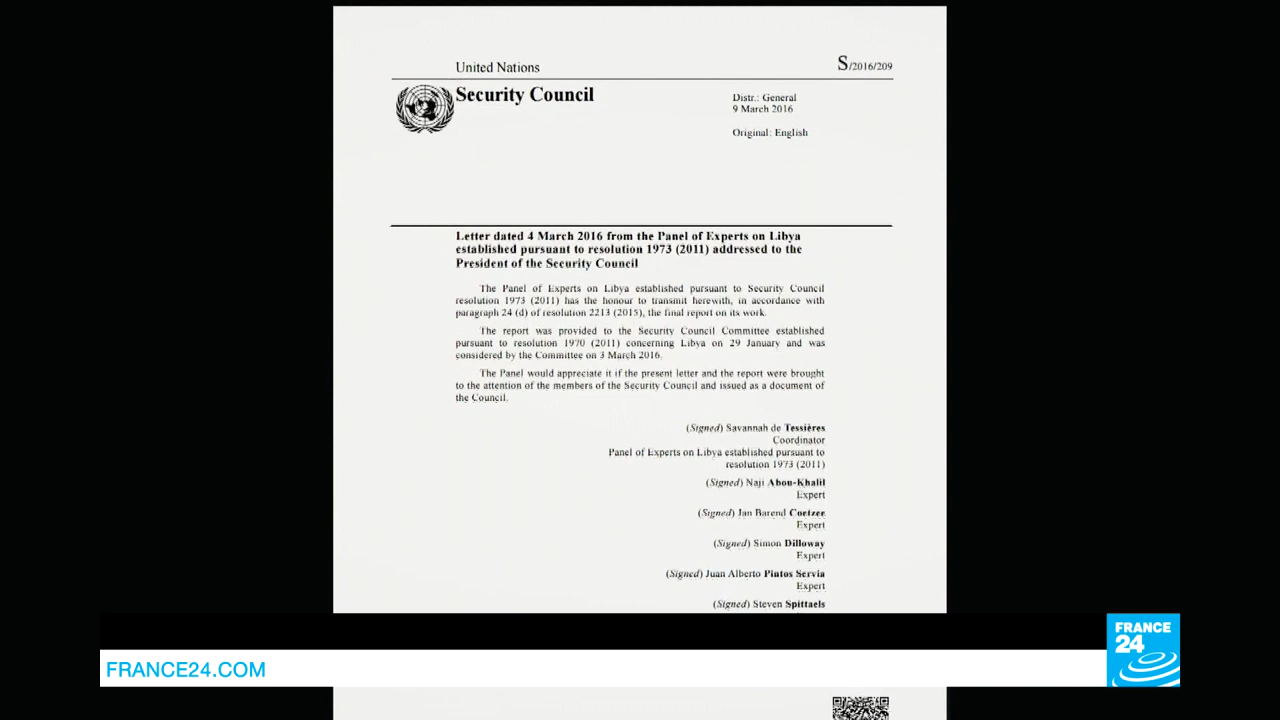 United Nations
S/2016/209
Security Council
Distr.: General
9 March 2016
Original: English
Letter dated 4 March 2016 from the Panel of Experts on Libya
established pursuant to resolution 1973 (2011) addressed to the
President of the Security Council
The Panel of Experts on Libya established pursuant to Security Council
resolution 1973 (2011) has the honour to transmit herewith, in accordance with
paragraph 24 (d) of resolution 2213 (2015), the final report on its work.
The report was provided to the Security Council Committee established
pursuant to resolution 1970 (2011) concerning Libya on 29 January and was
considered by the Committee on 3 March 2016.
The Panel would appreciate it if the present letter and the report were brought
to the attention of the members of the Security Council and issued as a document of
the Council.
(Signed) Savannah de Tessières
Coordinator
Panel of Experts on Libya established pursuant to
resolution 1973 (2011)
(Signed) Naji Abou-Khalil
Expert
(Signed) Jan Barend Coetzee
Expert
(Signed) Simon Dilloway
Expert
(Signed) Juan Alberto Pintos Servia
Expert
(Signed) Steven Spittaels
FRANCE
24
FRANCE24.COM